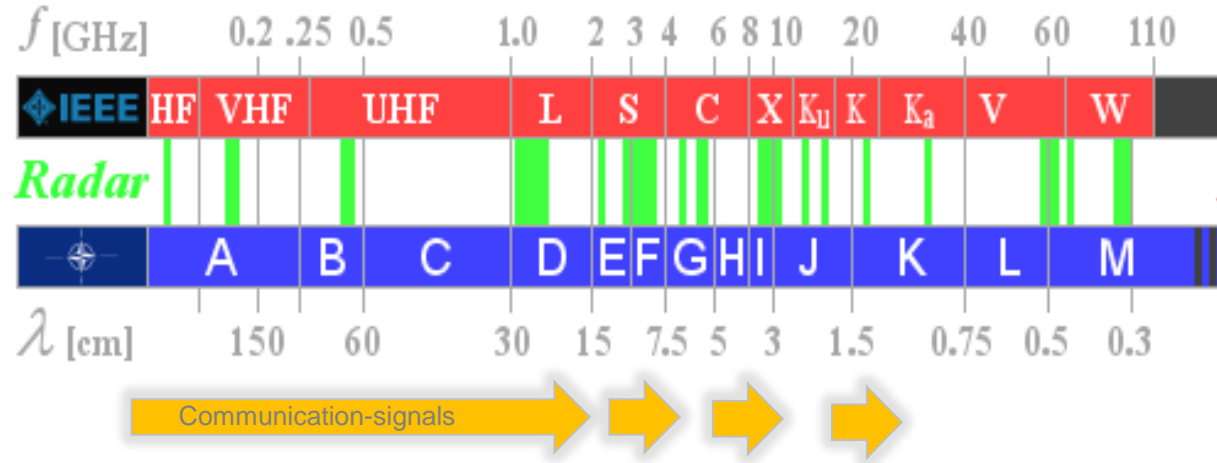 f [GHz] 0.2 .25 0.5 1.0 2 3 4 6 8 10 20 40 60 110
IEEE HF VHF UHF L S C X Ku K Ka V W
Radar
A B C D E F G H I J K L M
λ [cm] 150 60 30 15 7.5 5 3 1.5 0.75 0.5 0.3
Communication-signals